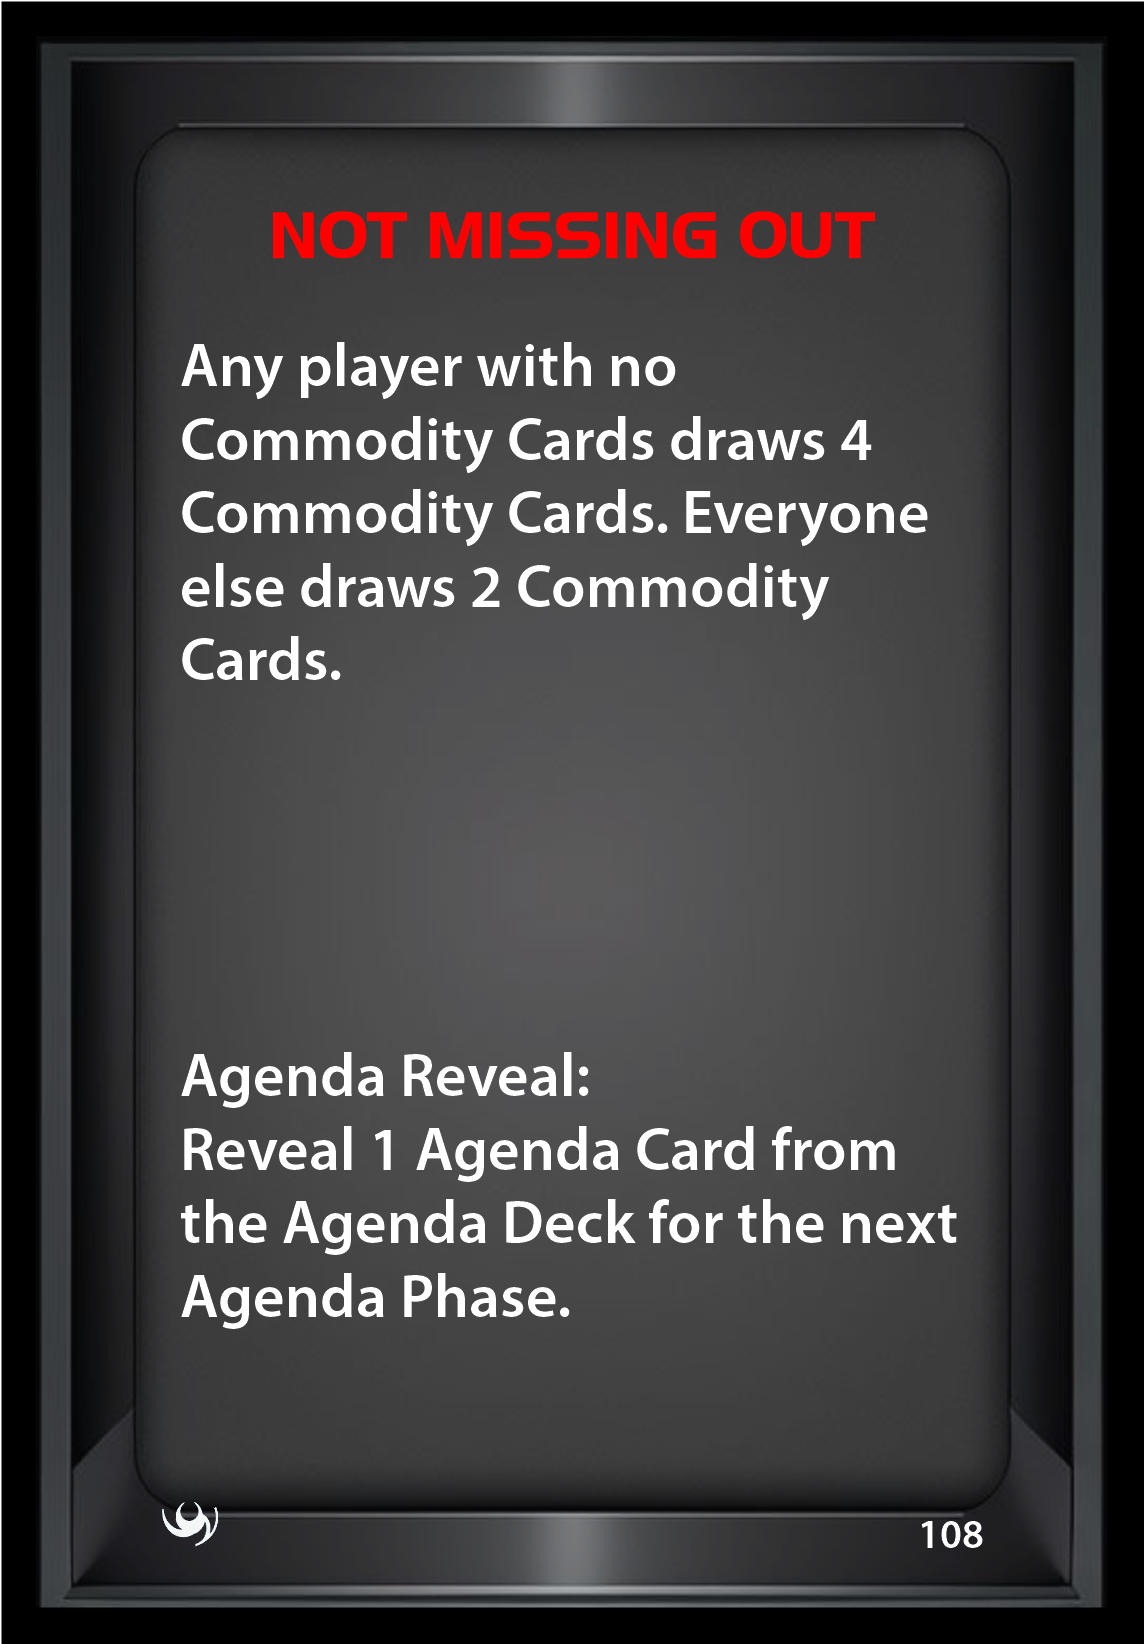 NOT MISSING OUT
Any player with no
Commodity Cards draws 4
Commodity Cards. Everyone
else draws 2 Commodity
Cards.
Agenda Reveal:
Reveal 1 Agenda Card from
the Agenda Deck for the next
Agenda Phase.
108